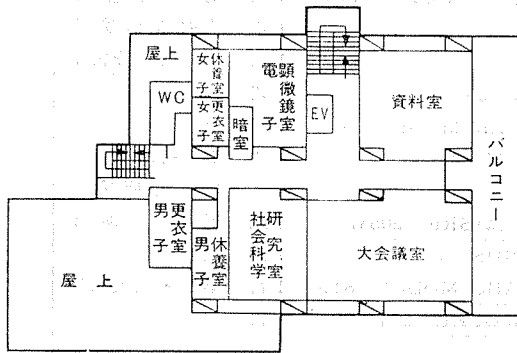 屋上
女子休養室
女子更衣室
WC
電子顕微鏡室
暗室
EV
資料室
バルコニー
男子更衣室
男子休養室
社会科学研究室
大会議室
屋上